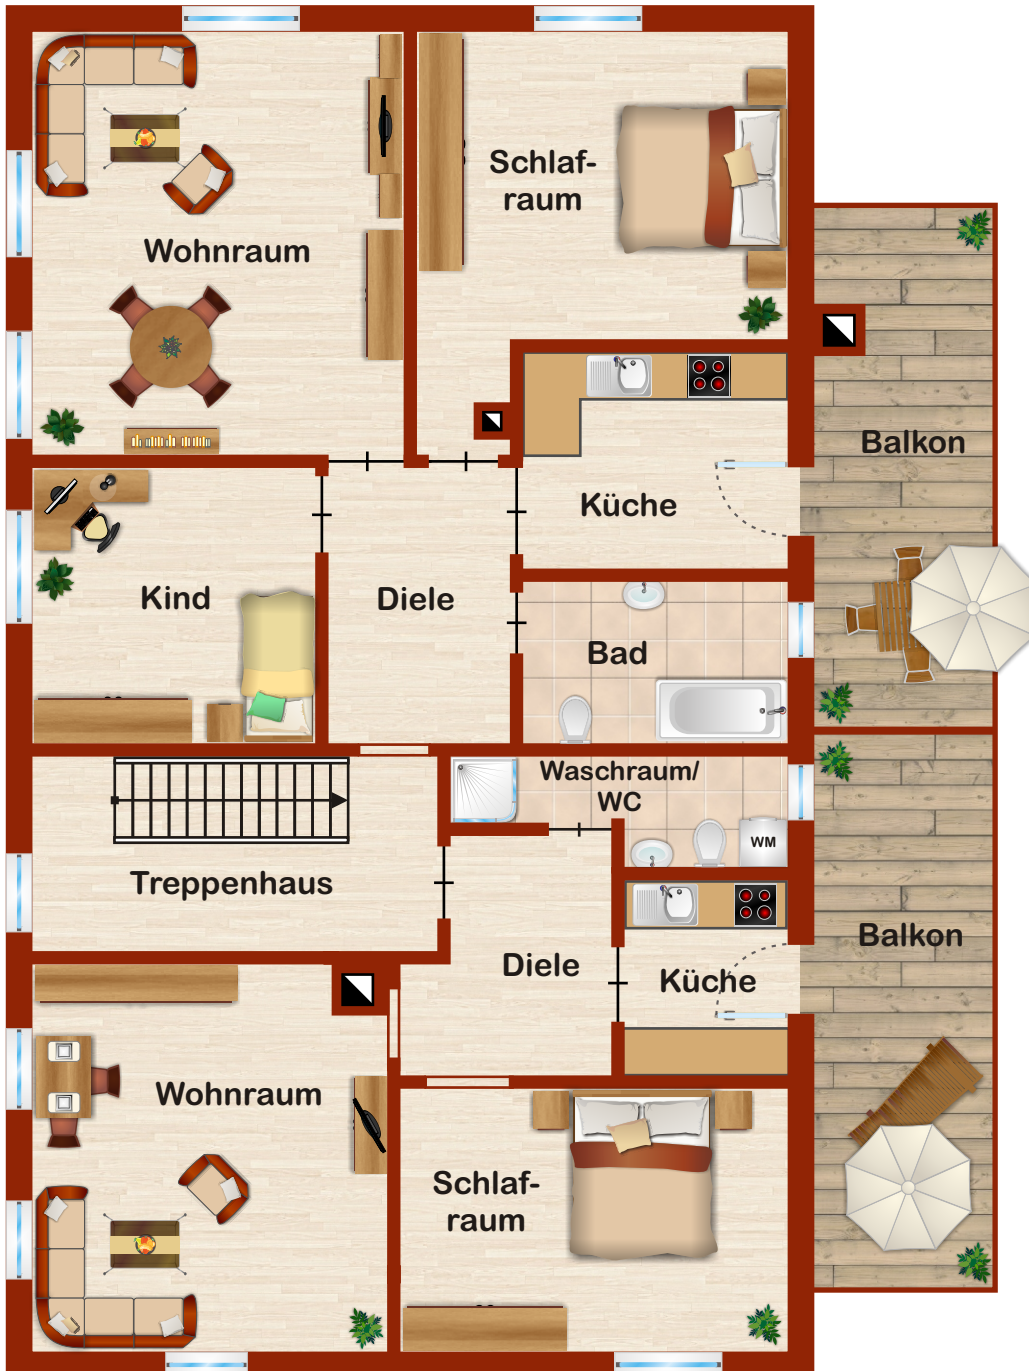 Schlaf-
raum
Wohnraum
Balkon
Küche
Kind
Diele
Bad
Waschraum/
WC
WM
Treppenhaus
Balkon
Diele
Küche
Wohnraum
Schlaf-
raum